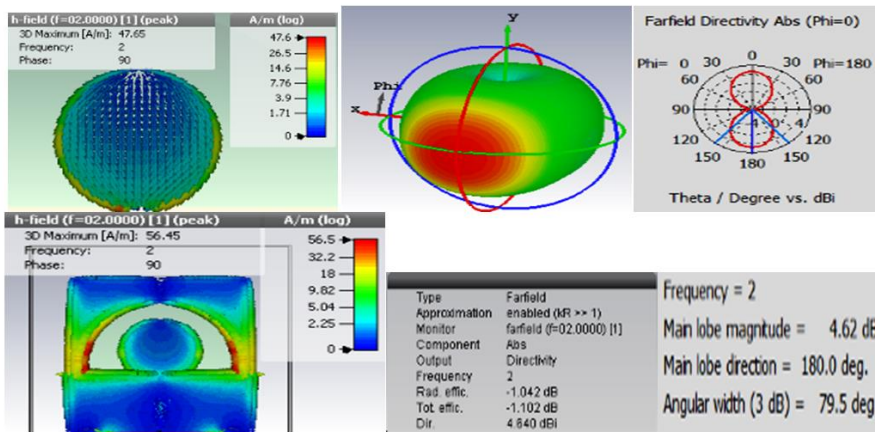 h-field (f=02.0000) [1] (peak)
3D Maximum [A/m]: 47.65
Frequency: 2
Phase: 90
A/m (log)
47.6
26.5
14.6
7.76
3.9
1.71
0
y
Phi
x
Farfield Directivity Abs (Phi=0)
Phi= 0 30 0 30 Phi=180
60 60
90 90
120 120
150 180 150
Theta / Degree vs. dBi
h-field (f=02.0000) [1] (peak)
3D Maximum [A/m]: 56.45
Frequency: 2
Phase: 90
A/m (log)
56.5
32.2
18
9.82
5.04
2.25
0
Type Farfield
Approximation enabled (kR >> 1)
Monitor farfield (f=02.0000) [1]
Component Abs
Output Directivity
Frequency 2
Rad. effic. -1.042 dB
Tot. effic. -1.102 dB
Dir. 4.640 dBi
Frequency = 2
Main lobe magnitude = 4.62 dB
Main lobe direction = 180.0 deg.
Angular width (3 dB) = 79.5 deg